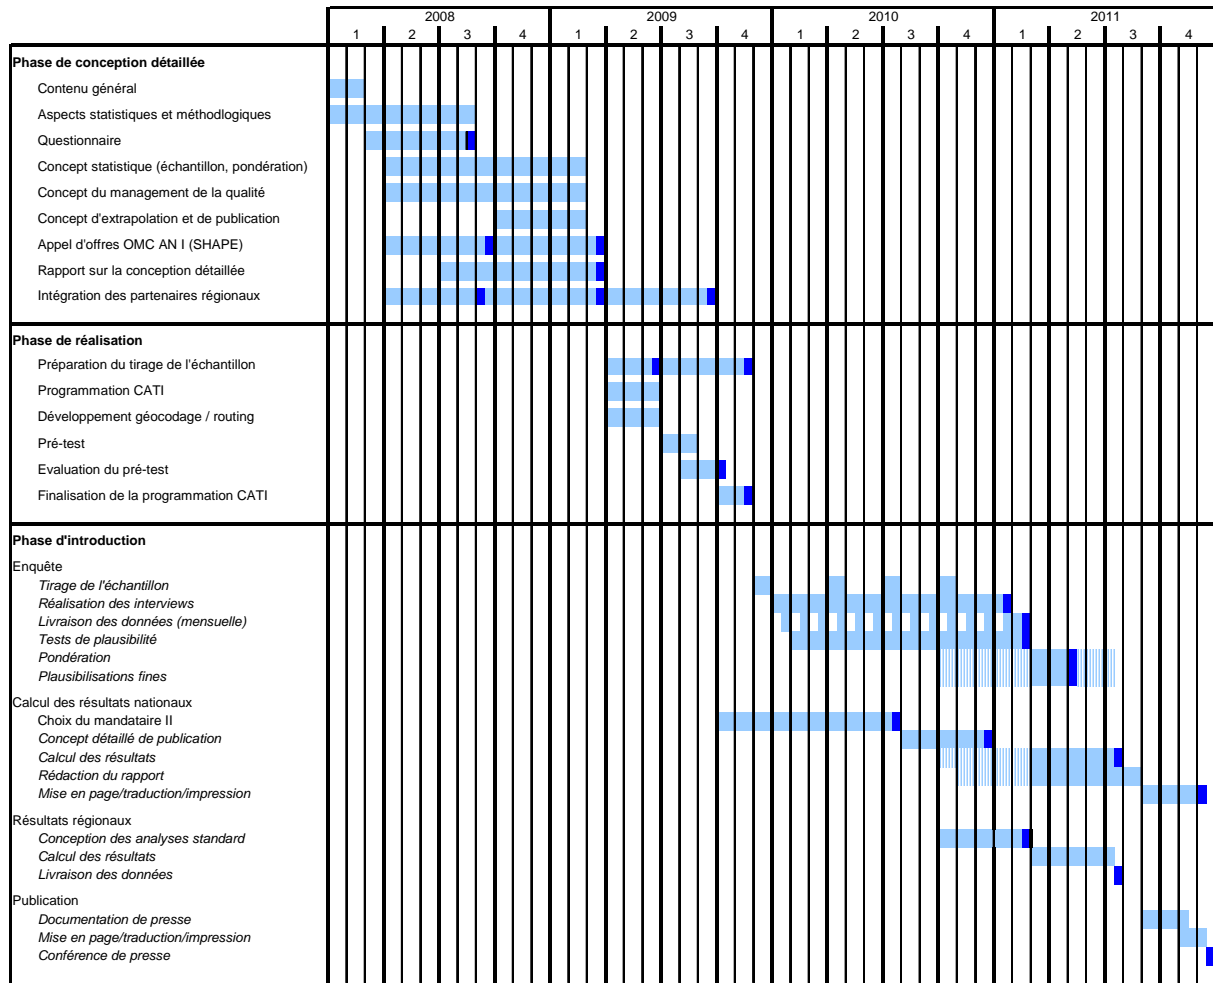 2008 2009 2010 2011
1 2 3 4 1 2 3 4 1 2 3 4 1 2 3 4
Phase de conception détaillée
Contenu général
Aspects statistiques et méthdlogiques
Questionnaire
Concept statistique (échantillon, pondération)
Concept du management de la qualité
Concept d'extrapolation et de publication
Appel d'offres OMC AN I (SHAPE)
Rapport sur la conception détaillée
Intégration des partenaires régionaux
Phase de réalisation
Préparation du tirage de l'échantillon
Programmation CATI
Développement géocodage / routing
Pré-test
Evaluation du pré-test
Finalisation de la programmation CATI
Phase d'introduction
Enquête
Tirage de l'échantillon
Réalisation des interviews
Livraison des données (mensuelle)
Tests de plausibilité
Pondération
Plausibilisations fines
Calcul des résultats nationaux
Choix du mandataire II
Concept détaillé de publication
Calcul des résultats
Rédaction du rapport
Mise en page/traduction/impression
Résultats régionaux
Conception des analyses standard
Calcul des résultats
Livraison des données
Publication
Documentation de presse
Mise en page/traduction/impression
Conférence de presse